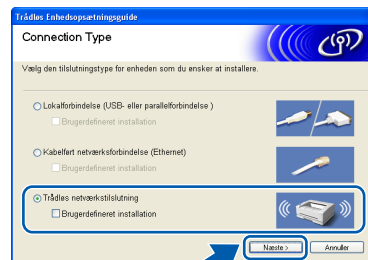 Trådløs Enhedsopsætningsguide
Connection Type
Vælg den tilslutningstype for enheden som du ønsker at installere.
Lokalforbindelse (USB- eller parallelforbindelse )
Brugerdefineret installation
Kabelført netværksforbindelse (Ethernet)
Brugerdefineret installation
Trådløs netværkstilslutning
Brugerdefineret installation
Næste >
Annuller